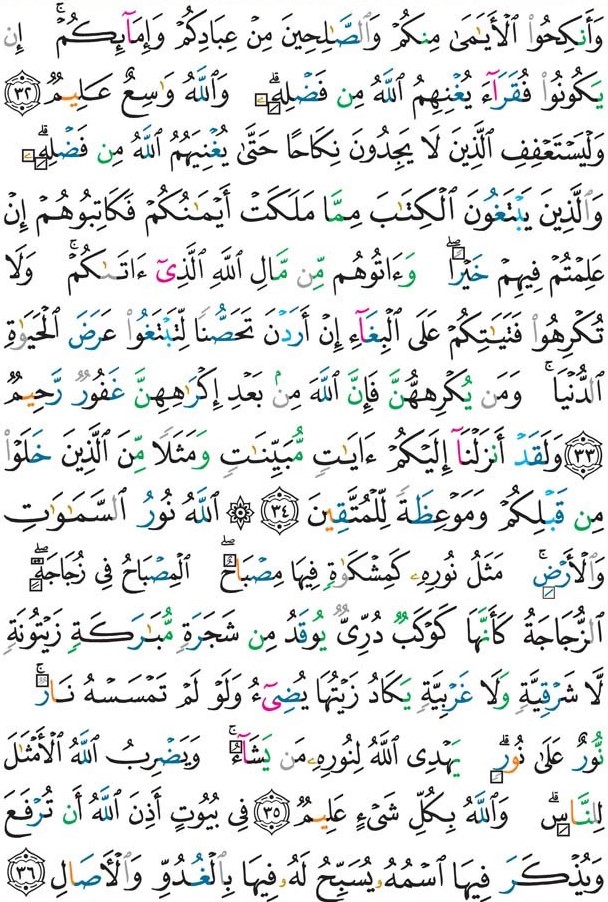 وَأَنكِحُوا۟ ٱلْأَيَـٰمَىٰ مِنكُمْ وَٱلصَّـٰلِحِينَ مِنْ عِبَادِكُمْ وَإِمَآئِكُمْ ۚ إِن
يَكُونُوا۟ فُقَرَآءَ يُغْنِهِمُ ٱللَّهُ مِن فَضْلِهِۦ ۗ وَٱللَّهُ وَٰسِعٌ عَلِيمٌ ٣٢
وَلْيَسْتَعْفِفِ ٱلَّذِينَ لَا يَجِدُونَ نِكَاحًا حَتَّىٰ يُغْنِيَهُمُ ٱللَّهُ مِن فَضْلِهِۦ ۗ
وَٱلَّذِينَ يَبْتَغُونَ ٱلْكِتَـٰبَ مِمَّا مَلَكَتْ أَيْمَـٰنُكُمْ فَكَاتِبُوهُمْ إِنْ
عَلِمْتُمْ فِيهِمْ خَيْرًا ۖ وَءَاتُوهُم مِّن مَّالِ ٱللَّهِ ٱلَّذِىٓ ءَاتَىٰكُمْ ۚ وَلَا
تُكْرِهُوا۟ فَتَيَـٰتِكُمْ عَلَى ٱلْبِغَآءِ إِنْ أَرَدْنَ تَحَصُّنًا لِّتَبْتَغُوا۟ عَرَضَ ٱلْحَيَوٰةِ
ٱلدُّنْيَا ۚ وَمَن يُكْرِههُّنَّ فَإِنَّ ٱللَّهَ مِنۢ بَعْدِ إِكْرَٰهِهِنَّ غَفُورٌ رَّحِيمٌ
٣٣ وَلَقَدْ أَنزَلْنَآ إِلَيْكُمْ ءَايَـٰتٍ مُّبَيِّنَـٰتٍ وَمَثَلًا مِّنَ ٱلَّذِينَ خَلَوْا۟
مِن قَبْلِكُمْ وَمَوْعِظَةً لِّلْمُتَّقِينَ ٣٤ ۞ ٱللَّهُ نُورُ ٱلسَّمَـٰوَٰتِ
وَٱلْأَرْضِ ۚ مَثَلُ نُورِهِۦ كَمِشْكَوٰةٍ فِيهَا مِصْبَاحٌ ۖ ٱلْمِصْبَاحُ فِى زُجَاجَةٍ ۖ
ٱلزُّجَاجَةُ كَأَنَّهَا كَوْكَبٌ دُرِّىٌّ يُوقَدُ مِن شَجَرَةٍ مُّبَـٰرَكَةٍ زَيْتُونَةٍ
لَّا شَرْقِيَّةٍ وَلَا غَرْبِيَّةٍ يَكَادُ زَيْتُهَا يُضِىٓءُ وَلَوْ لَمْ تَمْسَسْهُ نَارٌ ۚ
نُّورٌ عَلَىٰ نُورٍ ۗ يَهْدِى ٱللَّهُ لِنُورِهِۦ مَن يَشَآءُ ۚ وَيَضْرِبُ ٱللَّهُ ٱلْأَمْثَـٰلَ
لِلنَّاسِ ۗ وَٱللَّهُ بِكُلِّ شَىْءٍ عَلِيمٌ ٣٥ فِى بُيُوتٍ أَذِنَ ٱللَّهُ أَن تُرْفَعَ
وَيُذْكَرَ فِيهَا ٱسْمُهُۥ يُسَبِّحُ لَهُۥ فِيهَا بِٱلْغُدُوِّ وَٱلْـَٔاصَالِ ٣٦